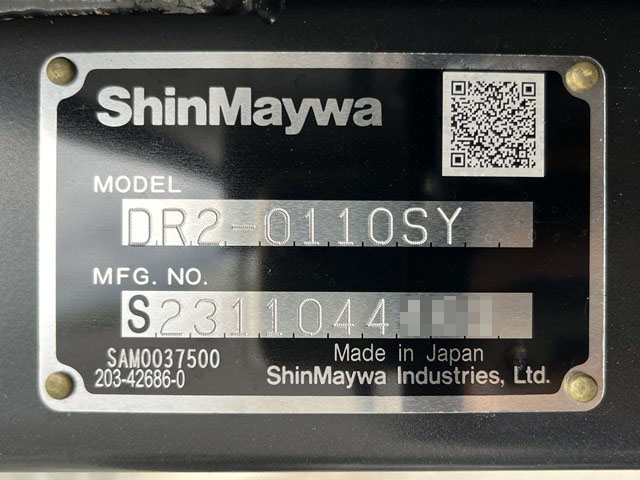 ShinMaywa
MODEL
DR2-0110SY
MFG. NO.
S2311044
SAM0037500
203-42686-0
Made in Japan
ShinMaywa Industries, Ltd.